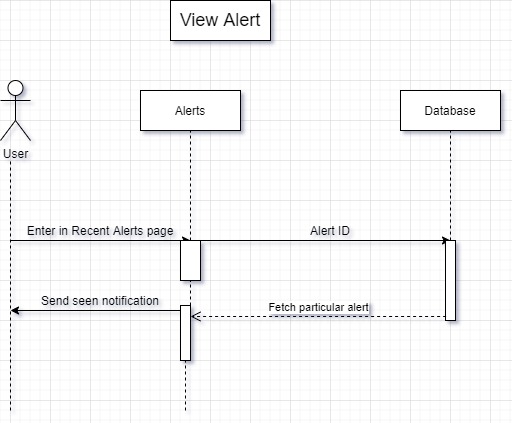 View Alert
Alerts
Database
User
Enter in Recent Alerts page
Alert ID
Send seen notification
Fetch particular alert